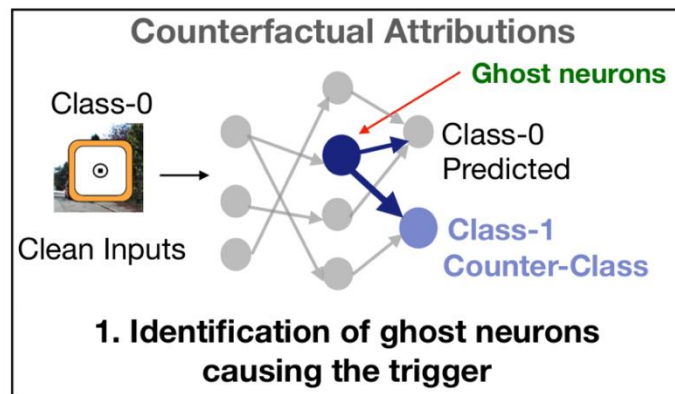 Counterfactual Attributions
Ghost neurons
Class-0
Class-0
Predicted
Clean Inputs
Class-1
Counter-Class
1. Identification of ghost neurons
causing the trigger